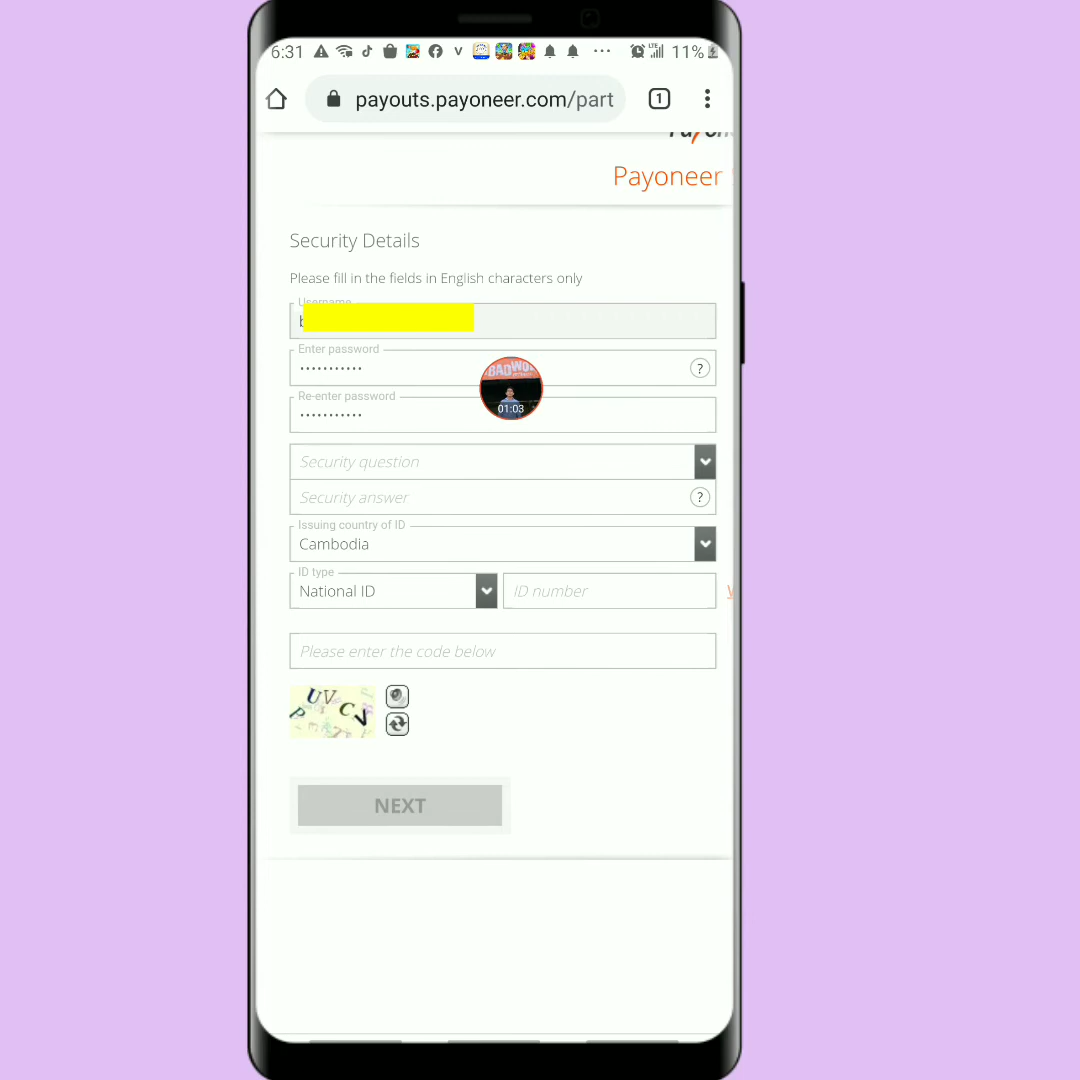 6:31 11%
payouts.payoneer.com/part 1
Payoneer
Security Details
Please fill in the fields in English characters only
Username
Enter password
••••••••••• ?
Re-enter password
•••••••••••
BADWO
01:03
Security question
Security answer ?
Issuing country of ID
Cambodia
ID type
National ID ID number
Please enter the code below
NEXT